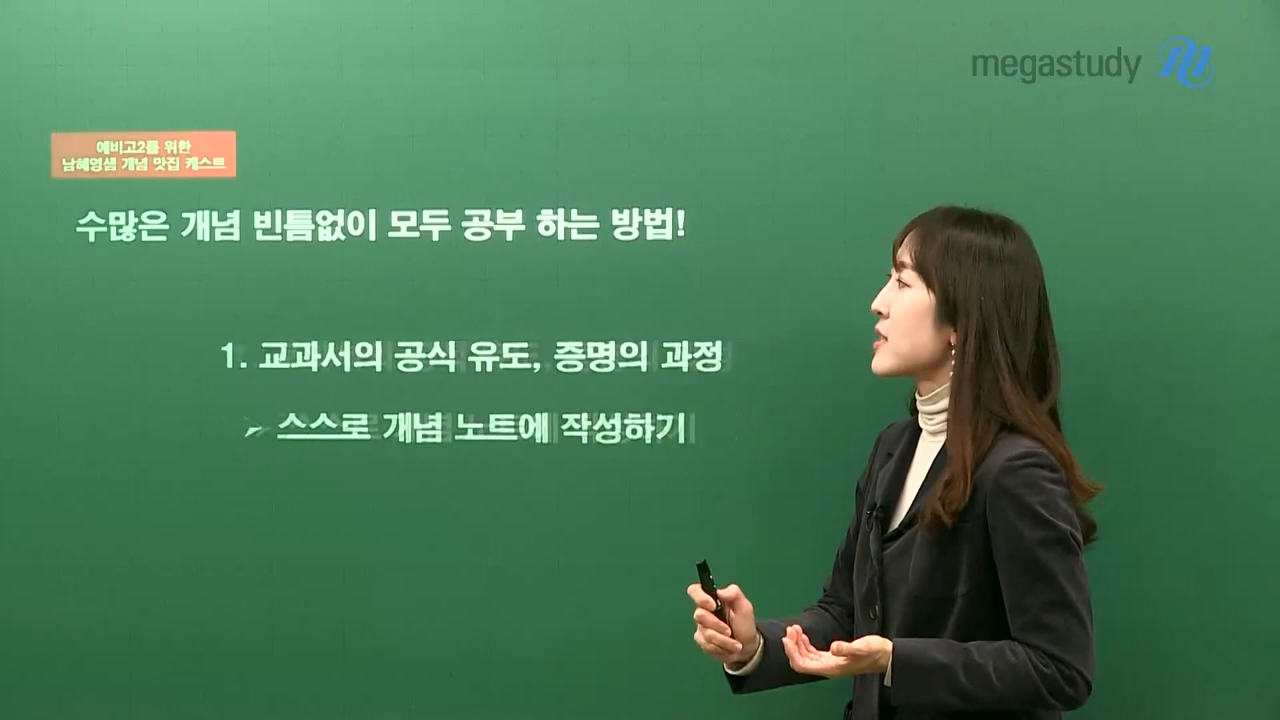 megastudy
예비고2를 위한
남혜영샘 개념 맛집 캐스트
수많은 개념 빈틈없이 모두 공부 하는 방법!
1. 교과서의 공식 유도, 증명의 과정
➢ 스스로 개념 노트에 작성하기